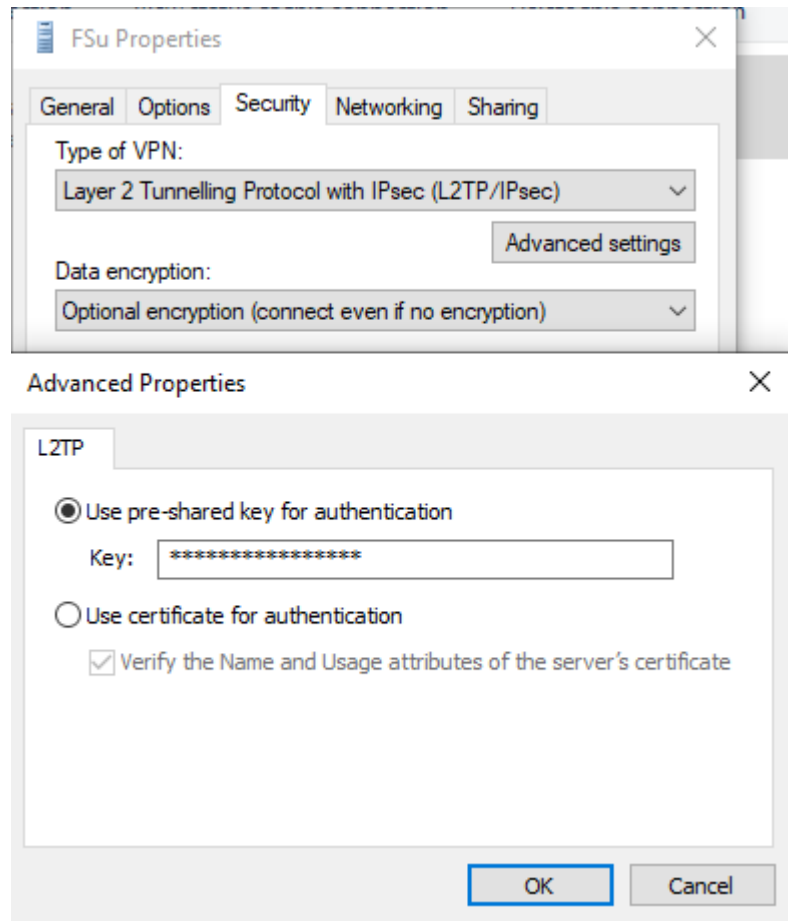 FSu Properties
General Options Security Networking Sharing
Type of VPN:
Layer 2 Tunnelling Protocol with IPsec (L2TP/IPsec)
Advanced settings
Data encryption:
Optional encryption (connect even if no encryption)
Advanced Properties
L2TP
Use pre-shared key for authentication
Key: ****************
Use certificate for authentication
Verify the Name and Usage attributes of the server's certificate
OK Cancel